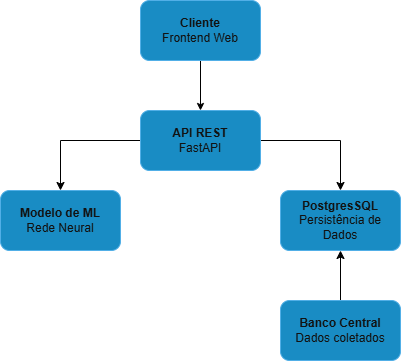 Cliente
Frontend Web
API REST
FastAPI
Modelo de ML
Rede Neural
PostgresSQL
Persistência de
Dados
Banco Central
Dados coletados